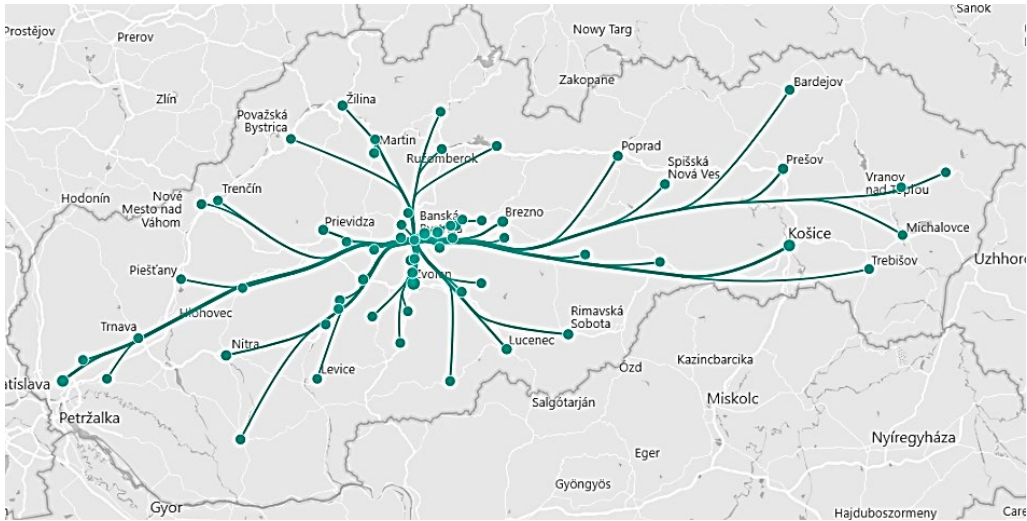 Sanok
Prostějov
Prerov
Nowy Targ
Zakopane
Bardejov
Zlín
Žilina
Považská
Bystrica
Martin
Ružomberok
Poprad
Prešov
Spišská
Nová Ves
Vranov
nad Topľou
Hodonín
Nové
Mesto nad
Váhom
Trenčín
Prievidza
Banská
Brezno
Košice
Michalovce
Piešťany
Zvolen
Trebišov
Uzhhoro
Hlohovec
Trnava
Rimavská
Sobota
Nitra
Lucenec
Levice
Ózd
Kazincbarcika
atislava
Petržalka
Salgótarján
Miskolc
Nyíregyháza
Eger
Gyöngyös
Gyor
Hajduboszormeny
Care